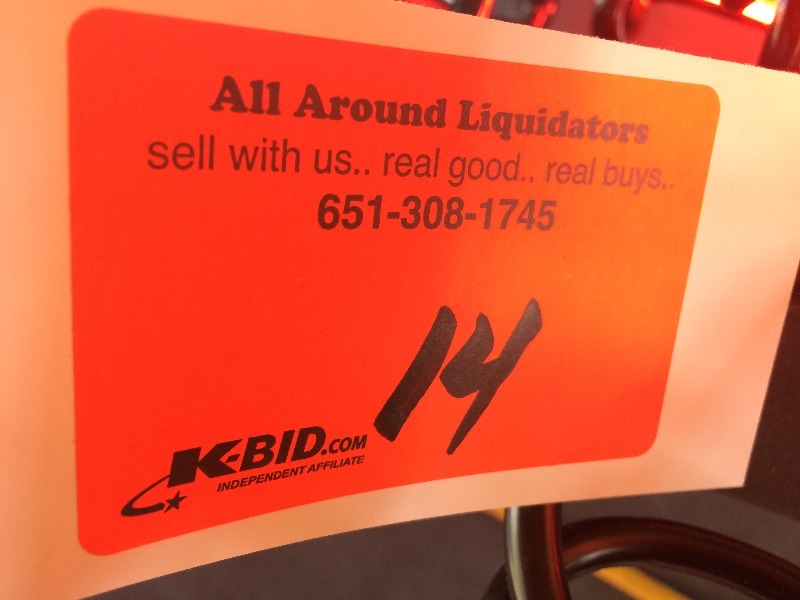 All Around Liquidators
sell with us.. real good.. real buys..
651-308-1745
14
K-BID.COM
INDEPENDENT AFFILIATE